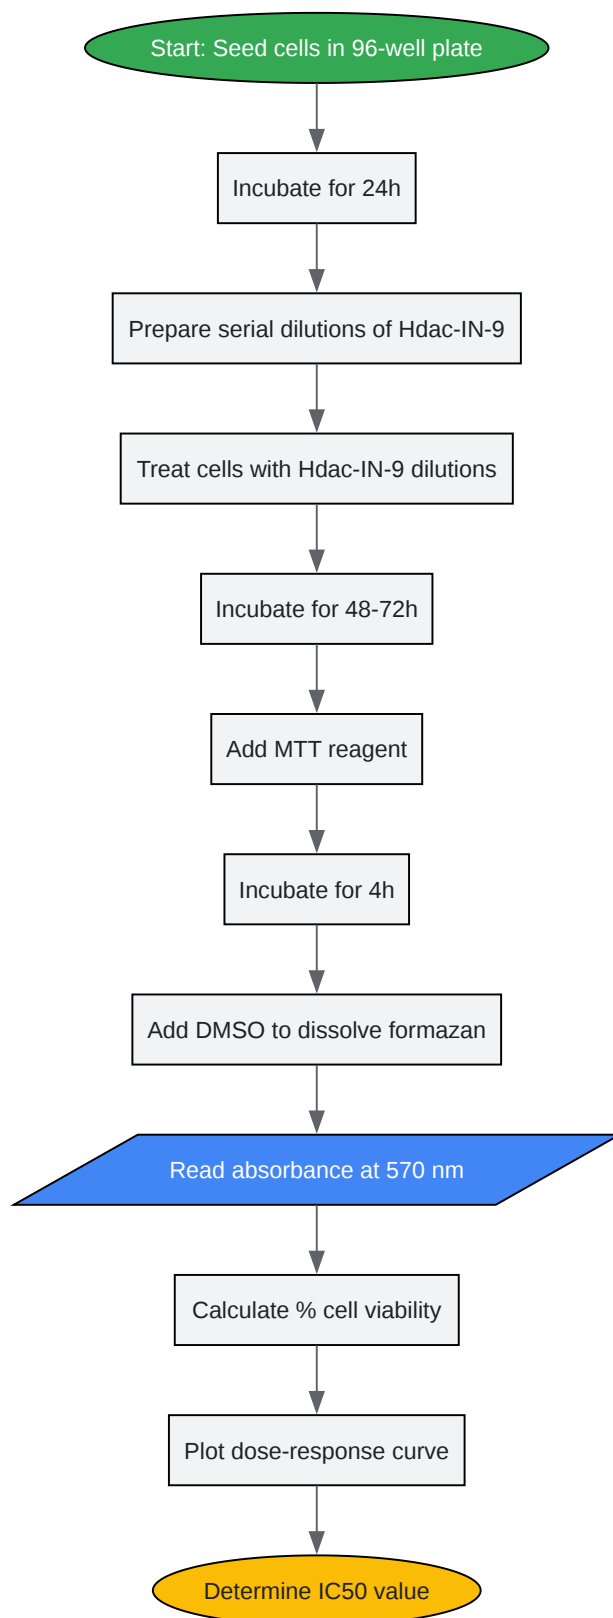 Start: Seed cells in 96-well plate
Incubate for 24h
Prepare serial dilutions of Hdac-IN-9
Treat cells with Hdac-IN-9 dilutions
Incubate for 48-72h
Add MTT reagent
Incubate for 4h
Add DMSO to dissolve formazan
Read absorbance at 570 nm
Calculate % cell viability
Plot dose-response curve
Determine IC50 value